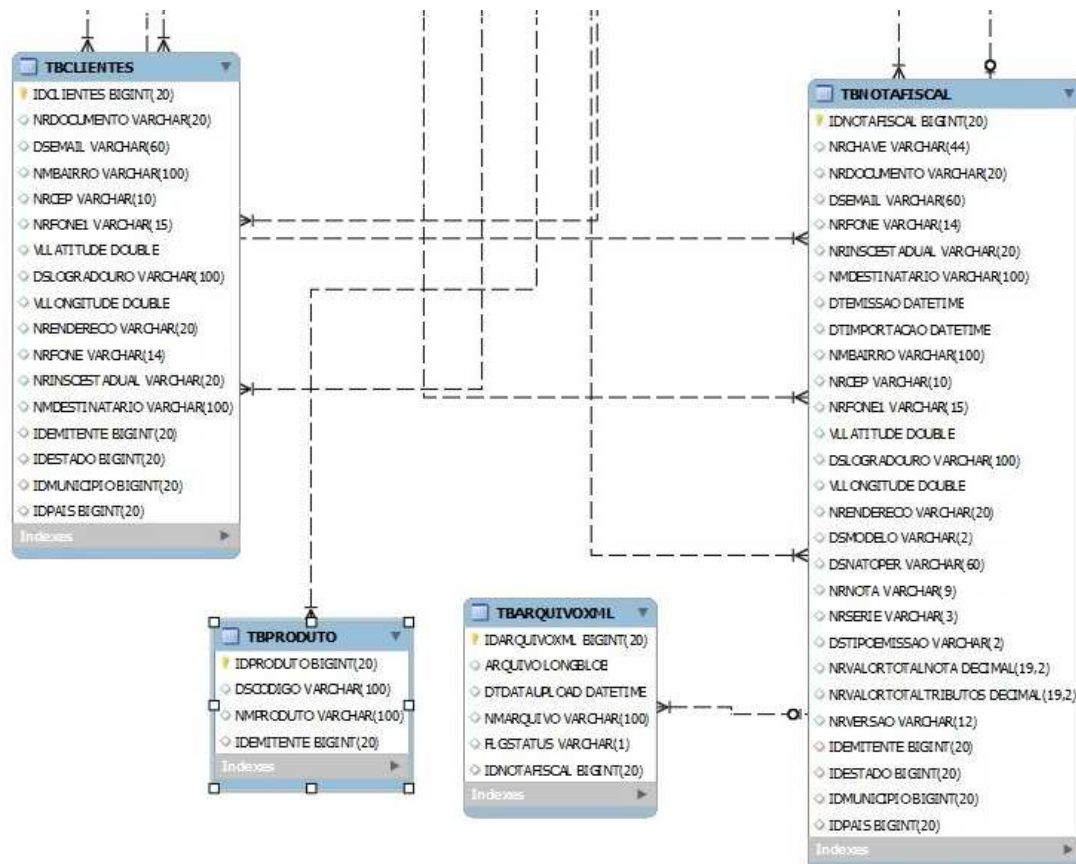 TBCLIENTES
IDCLIENTES BIGINT(20)
NRDOCUMENTO VARCHAR(20)
DSEMAIL VARCHAR(60)
NMBAIRRO VARCHAR(100)
NRCEP VARCHAR(10)
NRFONE1 VARCHAR(15)
VLLATITUDE DOUBLE
DSLOGRADOURO VARCHAR(100)
VLLONGITUDE DOUBLE
NRENDERECO VARCHAR(20)
NRFONE VARCHAR(14)
NRINSCESTADUAL VARCHAR(20)
NMDESTINATARIO VARCHAR(100)
IDEMITENTE BIGINT(20)
IDESTADO BIGINT(20)
IDMUNICIPIO BIGINT(20)
IDPAIS BIGINT(20)
Indexes
TBPRODUTO
IDPRODUTO BIGINT(20)
DSCODIGO VARCHAR(100)
NMPRODUTO VARCHAR(100)
IDEMITENTE BIGINT(20)
Indexes
TBARQUIVOXML
IDARQUIVOXML BIGINT(20)
ARQUIVO LONGBLOB
DTDATAUPLOAD DATETIME
NMARQUIVO VARCHAR(100)
FLGSTATUS VARCHAR(1)
IDNOTAFISCAL BIGINT(20)
Indexes
TBNOTAFISCAL
IDNOTAFISCAL BIGINT(20)
NRCHAVE VARCHAR(44)
NRDOCUMENTO VARCHAR(20)
DSEMAIL VARCHAR(60)
NRFONE VARCHAR(14)
NRINSCESTADUAL VARCHAR(20)
NMDESTINATARIO VARCHAR(100)
DTEMISSAO DATETIME
DTIMPORTACAO DATETIME
NMBAIRRO VARCHAR(100)
NRCEP VARCHAR(10)
NRFONE1 VARCHAR(15)
VLLATITUDE DOUBLE
DSLOGRADOURO VARCHAR(100)
VLLONGITUDE DOUBLE
NRENDERECO VARCHAR(20)
DSMODELO VARCHAR(2)
DSNATOPER VARCHAR(60)
NRNOTA VARCHAR(9)
NRSERIE VARCHAR(3)
DSTIPOEMISSAO VARCHAR(2)
NRVALORTOTALNOTA DECIMAL(19,2)
NRVALORTOTALTRIBUTOS DECIMAL(19,2)
NRVERSAO VARCHAR(12)
IDEMITENTE BIGINT(20)
IDESTADO BIGINT(20)
IDMUNICIPIO BIGINT(20)
IDPAIS BIGINT(20)
Indexes